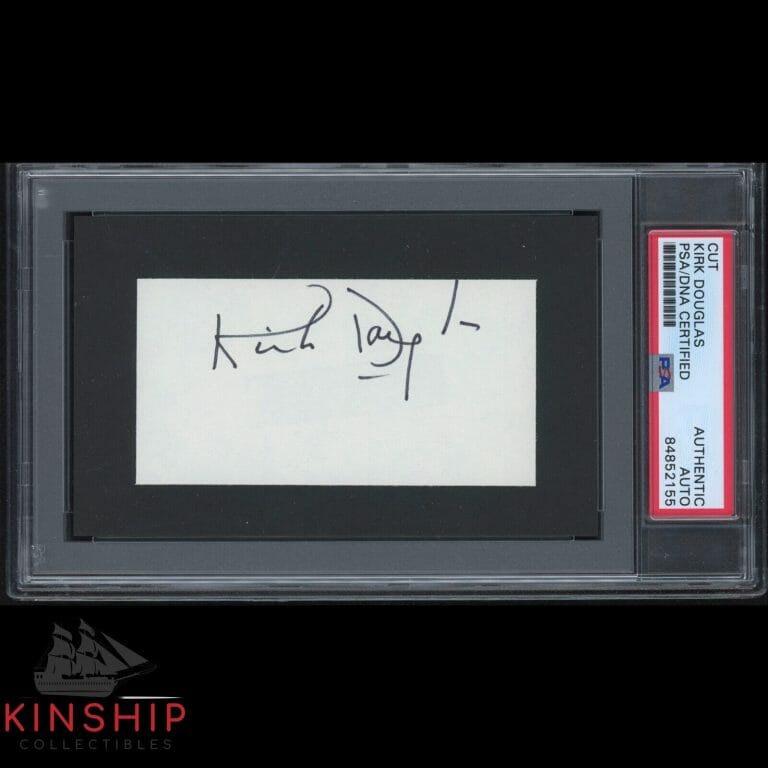 Kirk Douglas
CUT
KIRK DOUGLAS
PSA/DNA CERTIFIED
PSA
AUTHENTIC
AUTO
84852155
KINSHIP
COLLECTIBLES